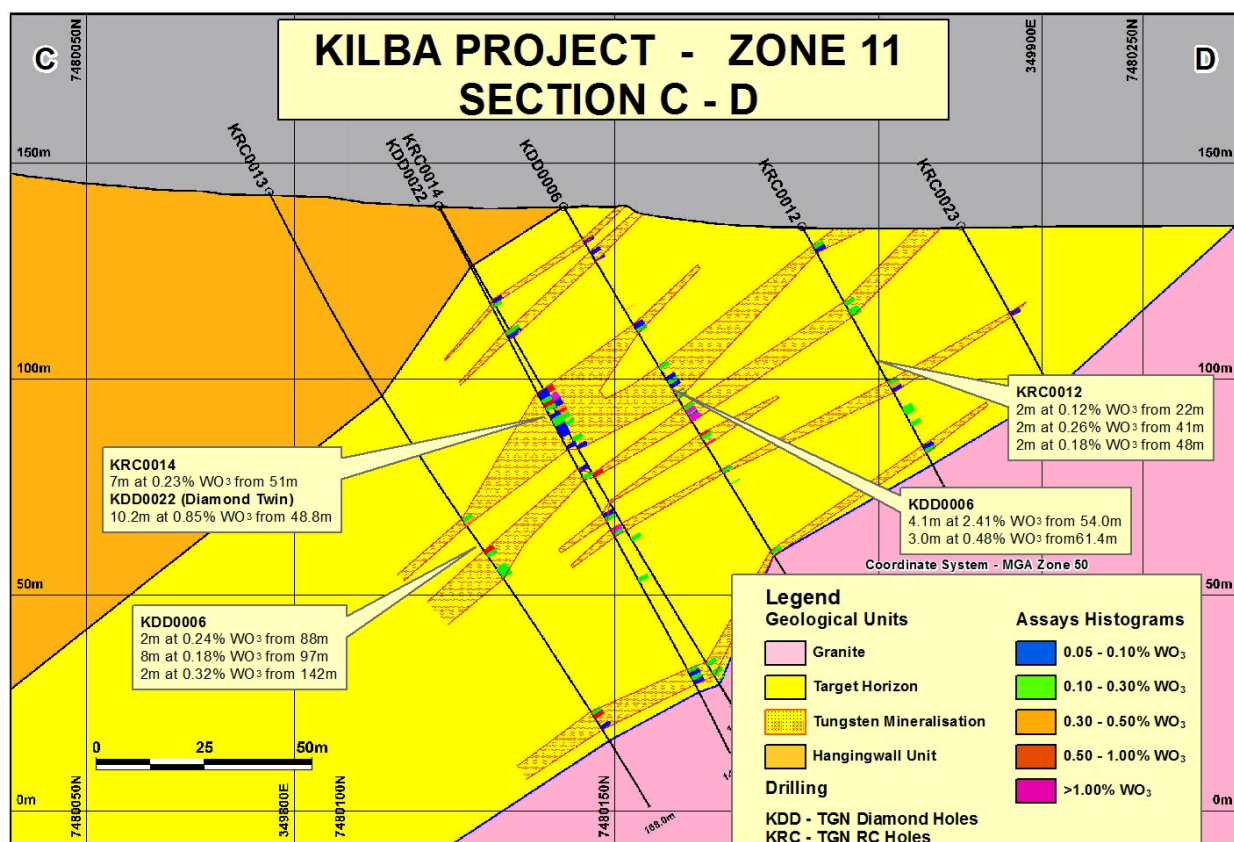 C
7480050N
KILBA PROJECT - ZONE 11
SECTION C - D
349900E
7480250N
D
150m
150m
KRC0013
KRC0014
KDD0022
KDD0006
KRC0012
KRC0023
100m
100m
KRC0012
2m at 0.12% WO³ from 22m
2m at 0.26% WO³ from 41m
2m at 0.18% WO³ from 48m
KRC0014
7m at 0.23% WO³ from 51m
KDD0022 (Diamond Twin)
10.2m at 0.85% WO³ from 48.8m
KDD0006
4.1m at 2.41% WO³ from 54.0m
3.0m at 0.48% WO³ from61.4m
Coordinate System - MGA Zone 50
50m
50m
KDD0006
2m at 0.24% WO³ from 88m
8m at 0.18% WO³ from 97m
2m at 0.32% WO³ from 142m
Legend
Geological Units
Granite
Target Horizon
Tungsten Mineralisation
Hangingwall Unit
Drilling
KDD - TGN Diamond Holes
KRC - TGN RC Holes
Assays Histograms
0.05 - 0.10% WO₃
0.10 - 0.30% WO₃
0.30 - 0.50% WO₃
0.50 - 1.00% WO₃
>1.00% WO₃
0 25 50m
0m
0m
7480050N
349800E
7480100N
7480150N
168.0m